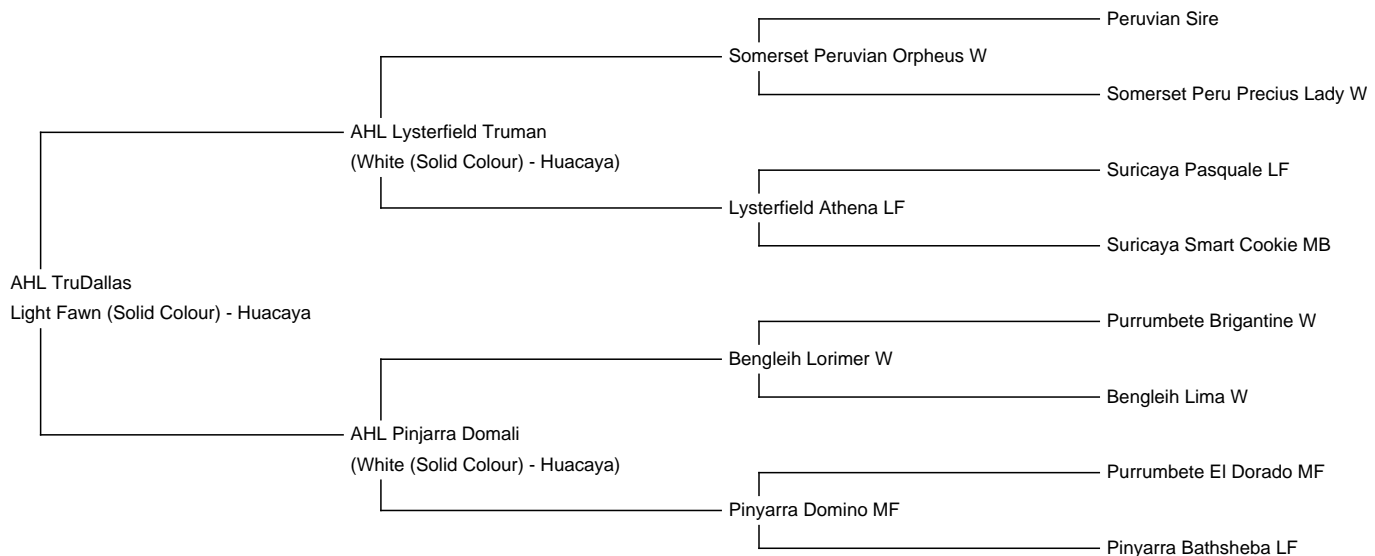 Peruvian Sire
Somerset Peruvian Orpheus W
Somerset Peru Precius Lady W
AHL Lysterfield Truman
(White (Solid Colour) - Huacaya)
Suricaya Pasquale LF
Lysterfield Athena LF
Suricaya Smart Cookie MB
AHL TruDallas
Light Fawn (Solid Colour) - Huacaya
Purrumbete Brigantine W
Bengleih Lorimer W
Bengleih Lima W
AHL Pinjarra Domali
(White (Solid Colour) - Huacaya)
Purrumbete El Dorado MF
Pinyarra Domino MF
Pinyarra Bathsheba LF